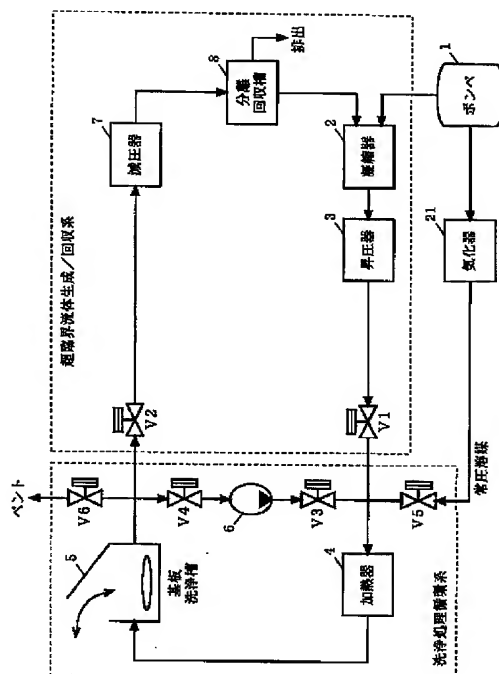 超臨界流体生成／回収系
7
減圧器
8
分離
回収槽
排出
2
凝縮器
3
昇圧器
1
ボンベ
21
気化器
V2
V1
ベント
V6
V4
6
V3
V5
常圧溶媒
5
基板
洗浄槽
4
加熱器
洗浄処理循環系